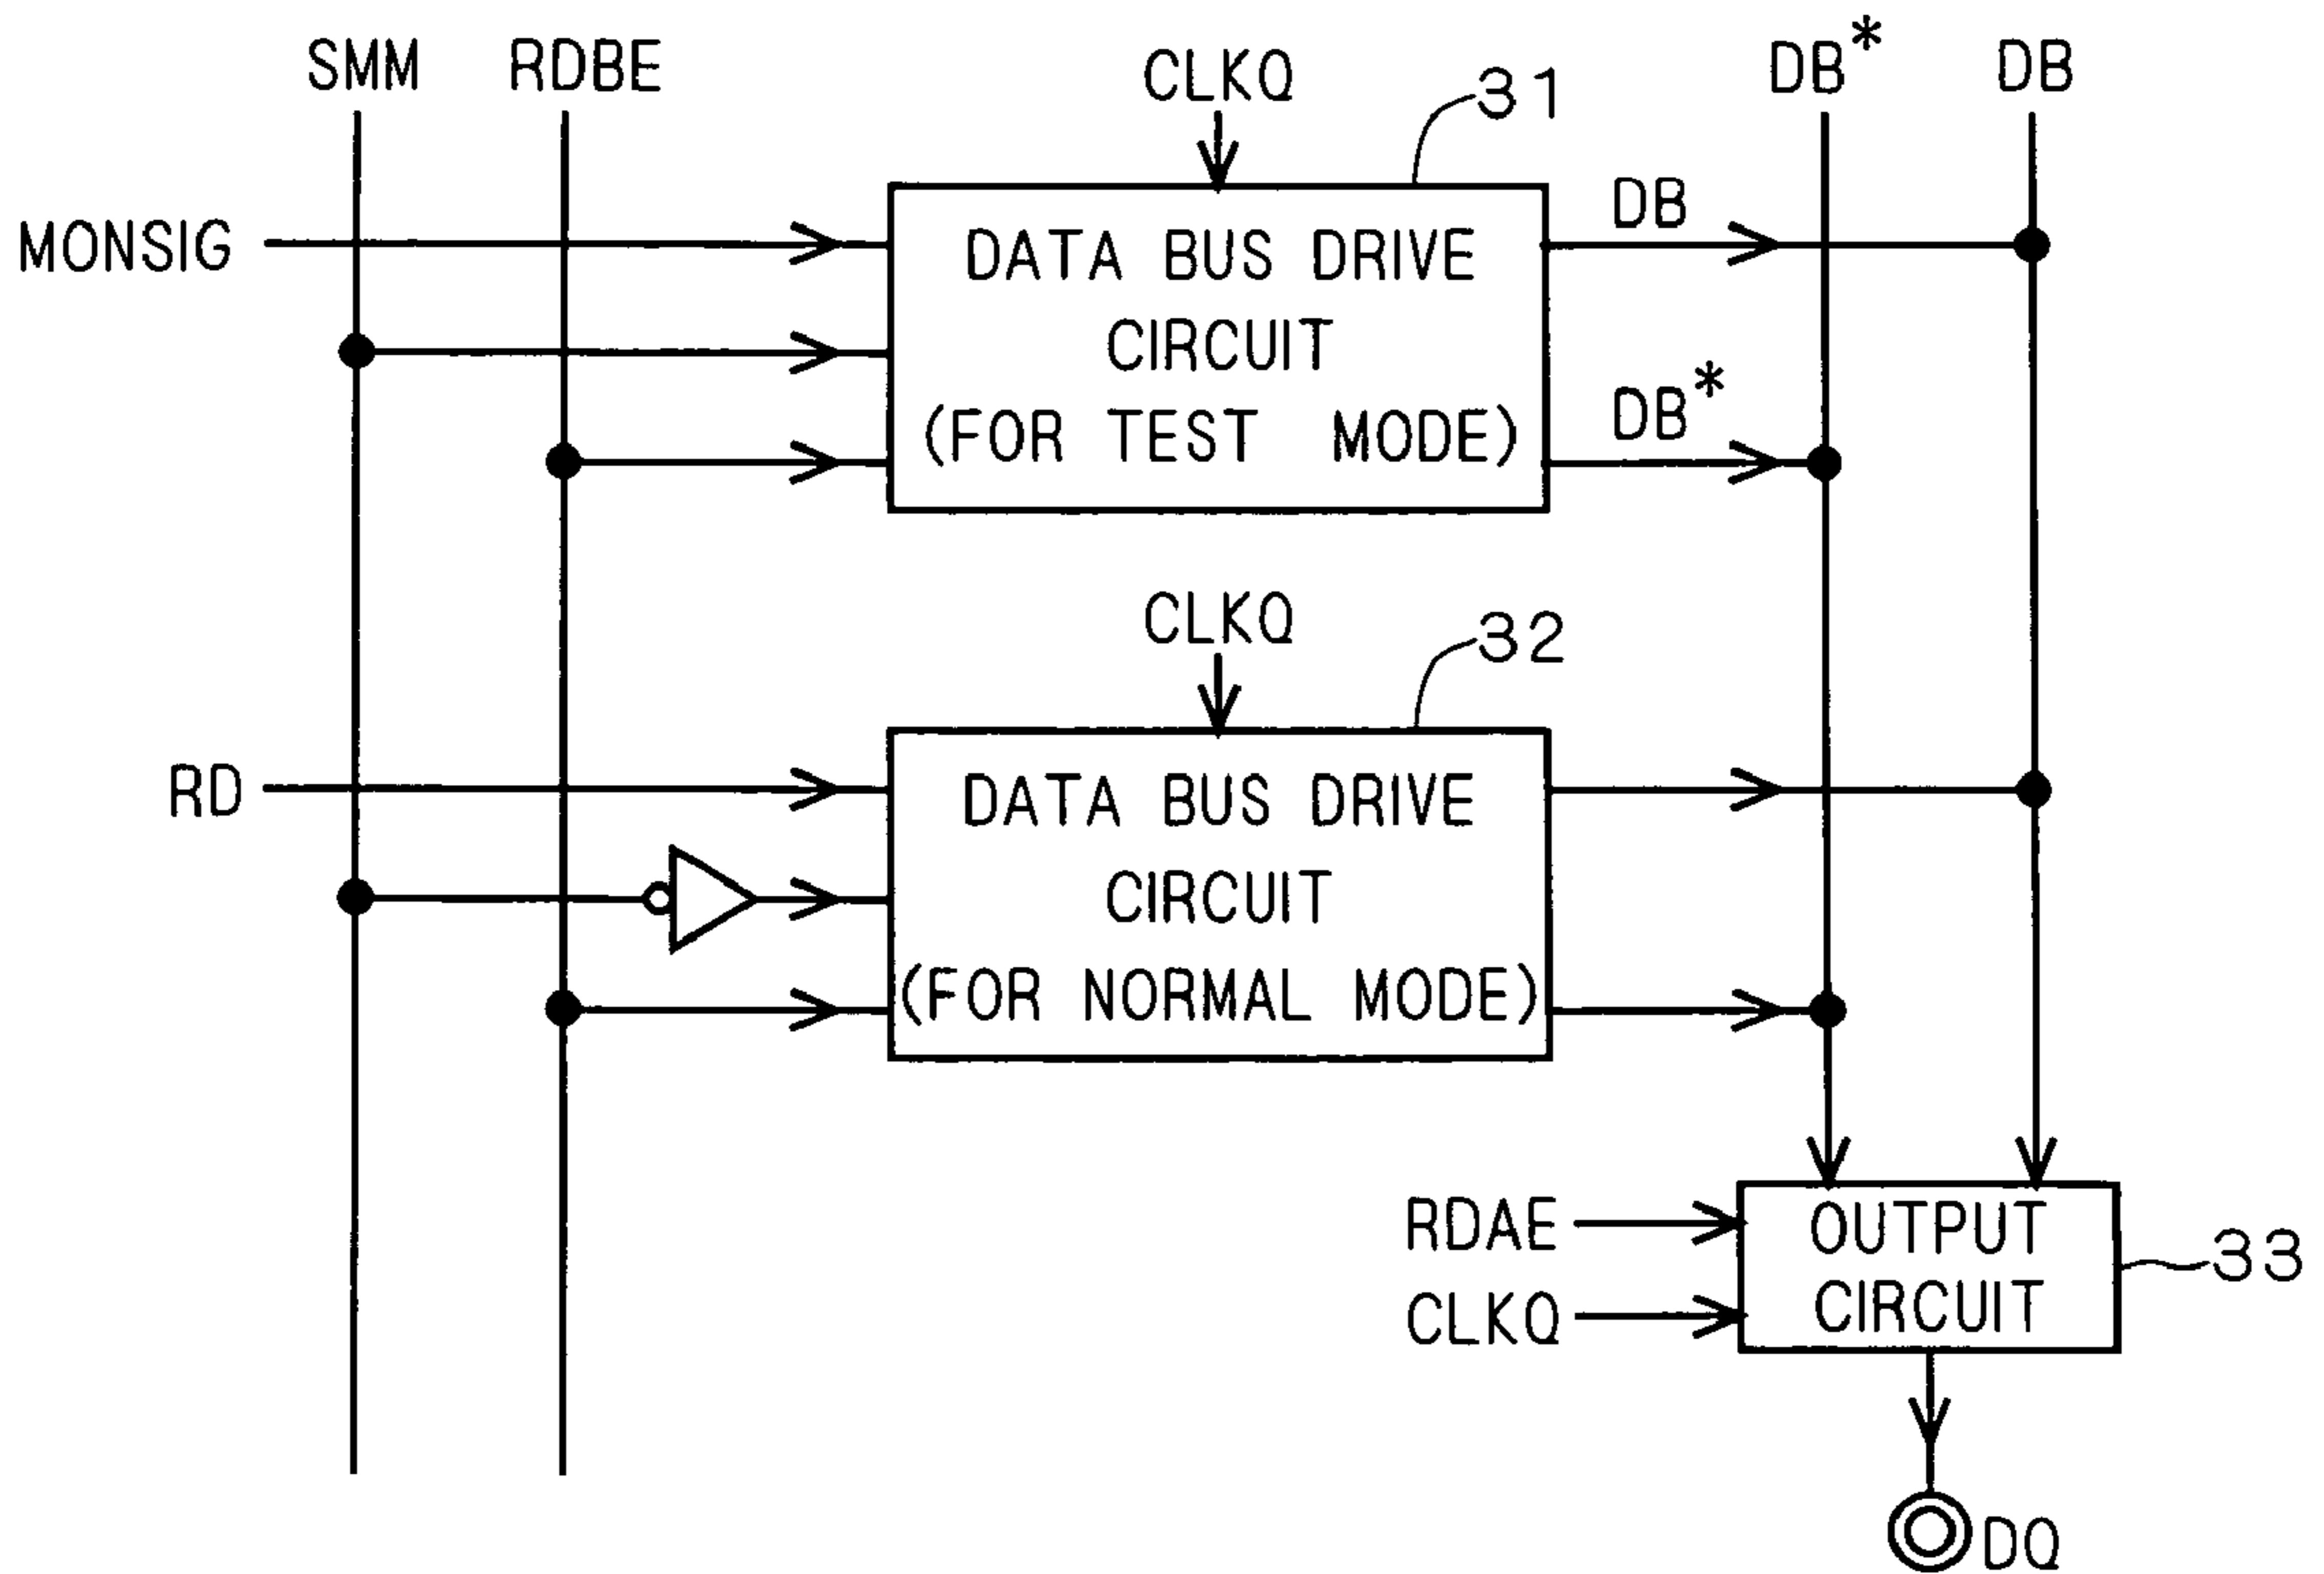 SMM RDBE CLKQ 31 DB* DB
MONSIG
DATA BUS DRIVE
CIRCUIT
(FOR TEST MODE)
DB
DB*
CLKQ 32
RD
DATA BUS DRIVE
CIRCUIT
(FOR NORMAL MODE)
RDAE
CLKQ
OUTPUT
CIRCUIT
33
DQ